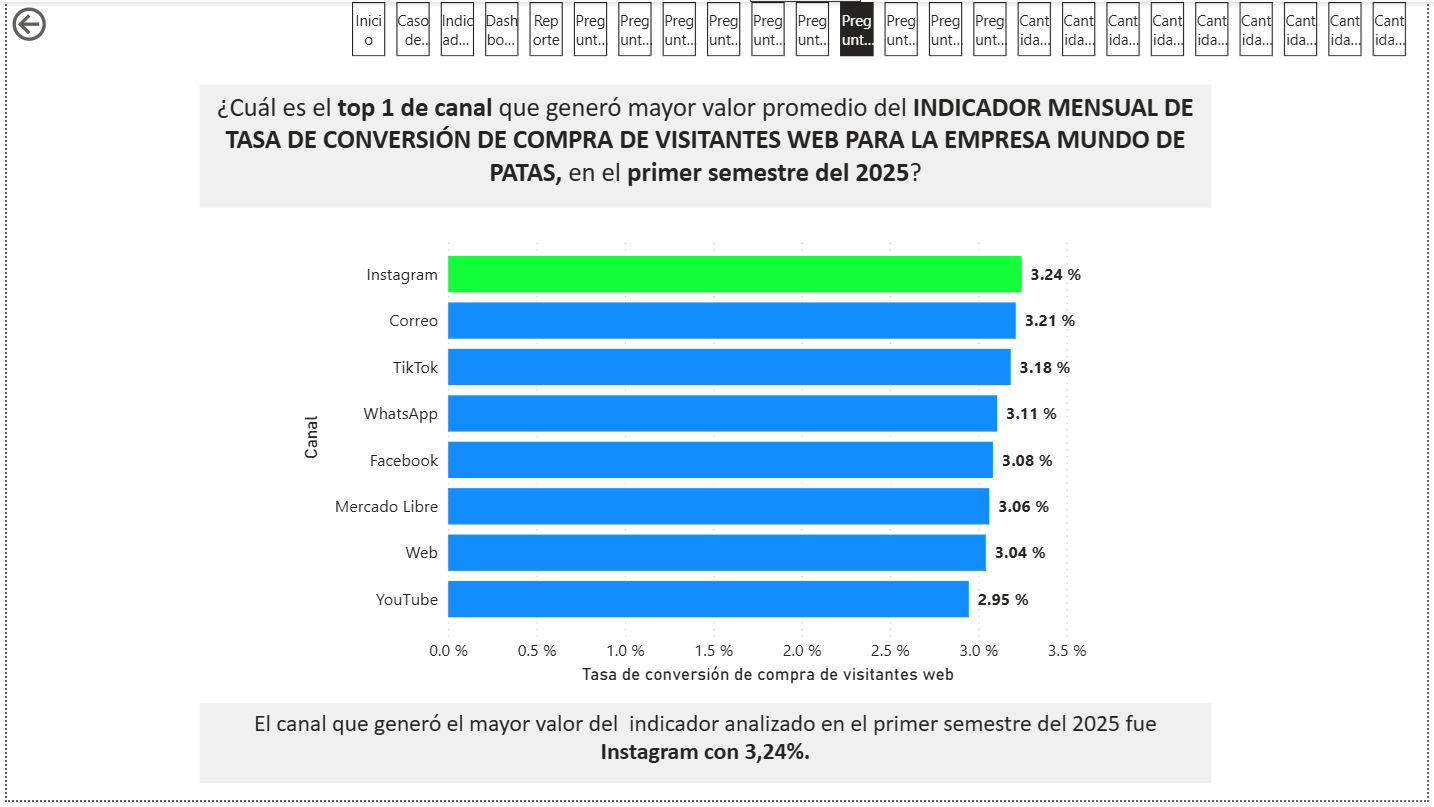 Inici
o
Caso
de...
Indic
ad...
Dash
bo...
Rep
orte
Preg
unt...
Preg
unt...
Preg
unt...
Preg
unt...
Preg
unt...
Preg
unt...
Preg
unt...
Preg
unt...
Preg
unt...
Preg
unt...
Cant
ida...
Cant
ida...
Cant
ida...
Cant
ida...
Cant
ida...
Cant
ida...
Cant
ida...
Cant
ida...
Cant
ida...
¿Cuál es el top 1 de canal que generó mayor valor promedio del INDICADOR MENSUAL DE
TASA DE CONVERSIÓN DE COMPRA DE VISITANTES WEB PARA LA EMPRESA MUNDO DE
PATAS, en el primer semestre del 2025?
Canal
Instagram 3.24 %
Correo 3.21 %
TikTok 3.18 %
WhatsApp 3.11 %
Facebook 3.08 %
Mercado Libre 3.06 %
Web 3.04 %
YouTube 2.95 %
0.0 % 0.5 % 1.0 % 1.5 % 2.0 % 2.5 % 3.0 % 3.5 %
Tasa de conversión de compra de visitantes web
El canal que generó el mayor valor del  indicador analizado en el primer semestre del 2025 fue
Instagram con 3,24%.